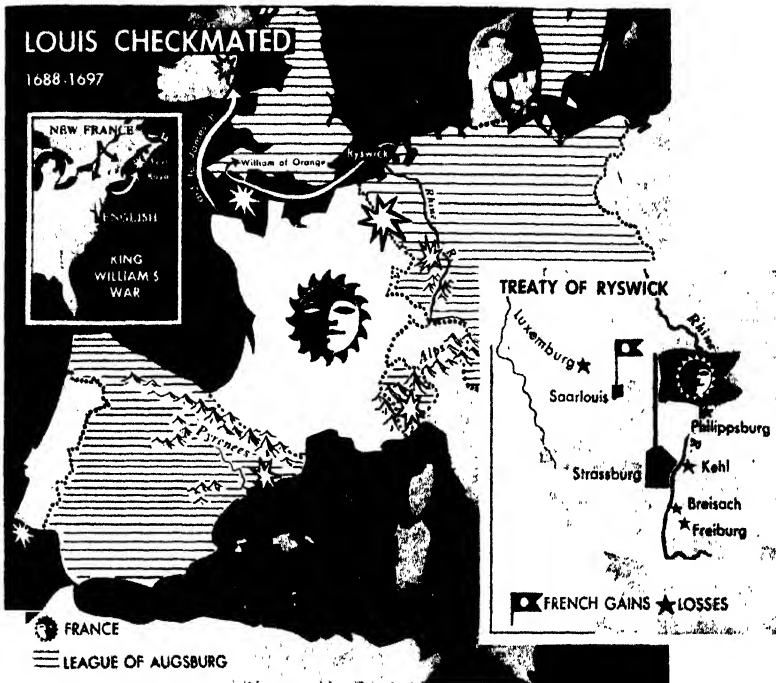 LOUIS CHECKMATED
1688-1697
NEW FRANCE
ENGLISH
KING
WILLIAM'S
WAR
William of Orange
Ryswick
Rhine
Alps
Pyrenees
TREATY OF RYSWICK
Luxemburg
Rhine
Saarlouis
Philippsburg
Strassburg
Kehl
Breisach
Freiburg
FRENCH GAINS
LOSSES
FRANCE
LEAGUE OF AUGSBURG